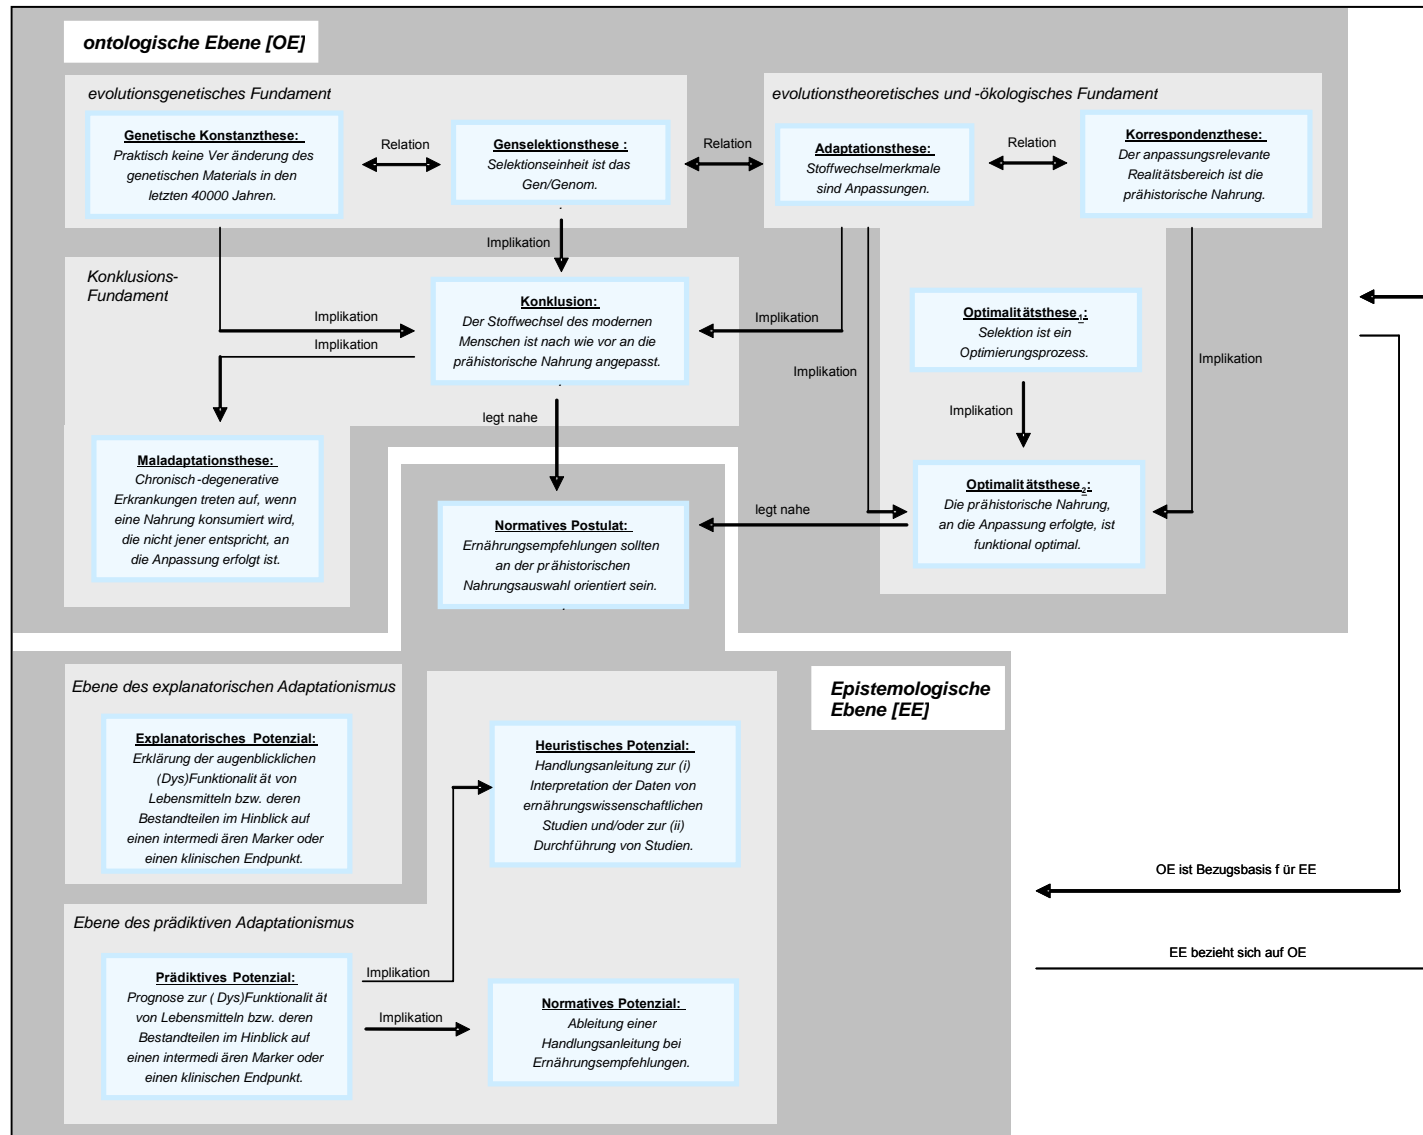 ontologische Ebene [OE]
evolutionsgenetisches Fundament
Genetische Konstanzthese:
Praktisch keine Ver änderung des
genetischen Materials in den
letzten 40000 Jahren.
Relation
Genselektionsthese :
Selektionseinheit ist das
Gen/Genom.
Relation
evolutionstheoretisches und -ökologisches Fundament
Adaptationsthese:
Stoffwechselmerkmale
sind Anpassungen.
Relation
Korrespondenzthese:
Der anpassungsrelevante
Realitätsbereich ist die
prähistorische Nahrung.
Implikation
Konklusions-
Fundament
Implikation
Implikation
Konklusion:
Der Stoffwechsel des modernen
Menschen ist nach wie vor an die
prähistorische Nahrung angepasst.
Implikation
Implikation
Optimalitätsthese1:
Selektion ist ein
Optimierungsprozess.
Implikation
Implikation
legt nahe
Maladaptationsthese:
Chronisch -degenerative
Erkrankungen treten auf, wenn
eine Nahrung konsumiert wird,
die nicht jener entspricht, an
die Anpassung erfolgt ist.
Normatives Postulat:
Ernährungsempfehlungen sollten
an der prähistorischen
Nahrungsauswahl orientiert sein.
legt nahe
Optimalitätsthese2:
Die prähistorische Nahrung,
an die Anpassung erfolgte, ist
funktional optimal.
Ebene des explanatorischen Adaptationismus
Explanatorisches Potenzial:
Erklärung der augenblicklichen
(Dys)Funktionalit ät von
Lebensmitteln bzw. deren
Bestandteilen im Hinblick auf
einen intermedi ären Marker oder
einen klinischen Endpunkt.
Heuristisches Potenzial:
Handlungsanleitung zur (i)
Interpretation der Daten von
ernährungswissenschaftlichen
Studien und/oder zur (ii)
Durchführung von Studien.
Epistemologische
Ebene [EE]
OE ist Bezugsbasis f ür EE
EE bezieht sich auf OE
Ebene des prädiktiven Adaptationismus
Prädiktives Potenzial:
Prognose zur ( Dys)Funktionalit ät
von Lebensmitteln bzw. deren
Bestandteilen im Hinblick auf
einen intermedi ären Marker oder
einen klinischen Endpunkt.
Implikation
Implikation
Normatives Potenzial:
Ableitung einer
Handlungsanleitung bei
Ernährungsempfehlungen.